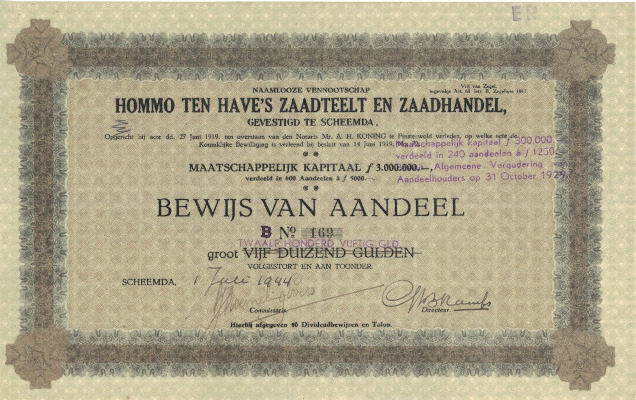 EB
NAAMLOOZE VENNOOTSCHAP
Vrij van Zegel.
HOMMO TEN HAVE'S ZAADTEELT EN ZAADHANDEL,
GEVESTIGD TE SCHEEMDA.
Opgericht bij acte dd. 27 Juni 1919, ten overstaan van den Notaris Mr. A. H. KONING te Finsterwold verleden, op welke acte de
Koninklijke Bewilliging is verleend bij besluit van 14 Juni 1919,
Maatschappelijk kapitaal ƒ 300.000
verdeeld in 240 aandeelen à ƒ 1250
Algemeene Vergadering
Aandeelhouders op 31 October 1925
MAATSCHAPPELIJK KAPITAAL ƒ 3.000.000.—,
verdeeld in 600 Aandeelen à ƒ 5000.—
BEWIJS VAN AANDEEL
B No 169
TWAALF HONDERD VIJFTIG GLD.
groot VIJF DUIZEND GULDEN
VOLGESTORT EN AAN TOONDER.
SCHEEMDA, 1 Juli 1944
Commissaris. Directeur.
Hierbij afgegeven 40 Dividendbewijzen en Talon.